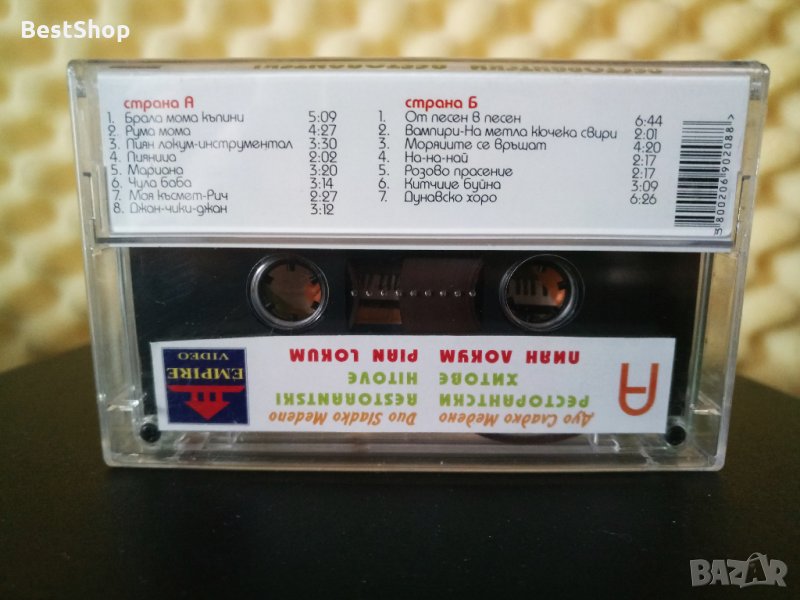 BestShop
РЕСТОРАНТСКИ
страна А
1. Брала мома къпини 5:09
2. Рума мома 4:27
3. Пиян локум-инструментал 3:30
4. Пияница 2:02
5. Мариана 3:20
6. Чула баба 3:14
7. Моя късмет-Рич 2:27
8. Джан-чики-джан 3:12
страна Б
1. От песен в песен 6:44
2. Вампири-На метла кючека свири 2:01
3. Моряците се връщат 4:20
4. На-на-най 2:17
5. Розово прасение 2:17
6. Китчице буйна 3:09
7. Дунавско хоро 6:26
3800206902088
A
Дуо Сладко Медено Duo Sladko Medeno
РЕСТОРАНТСКИ RESTORANTSKI
ХИТОВЕ HITOVE
ПИЯН ЛОКУМ PIAN LOKUM
EMPIRE
VIDEO
BAZAR